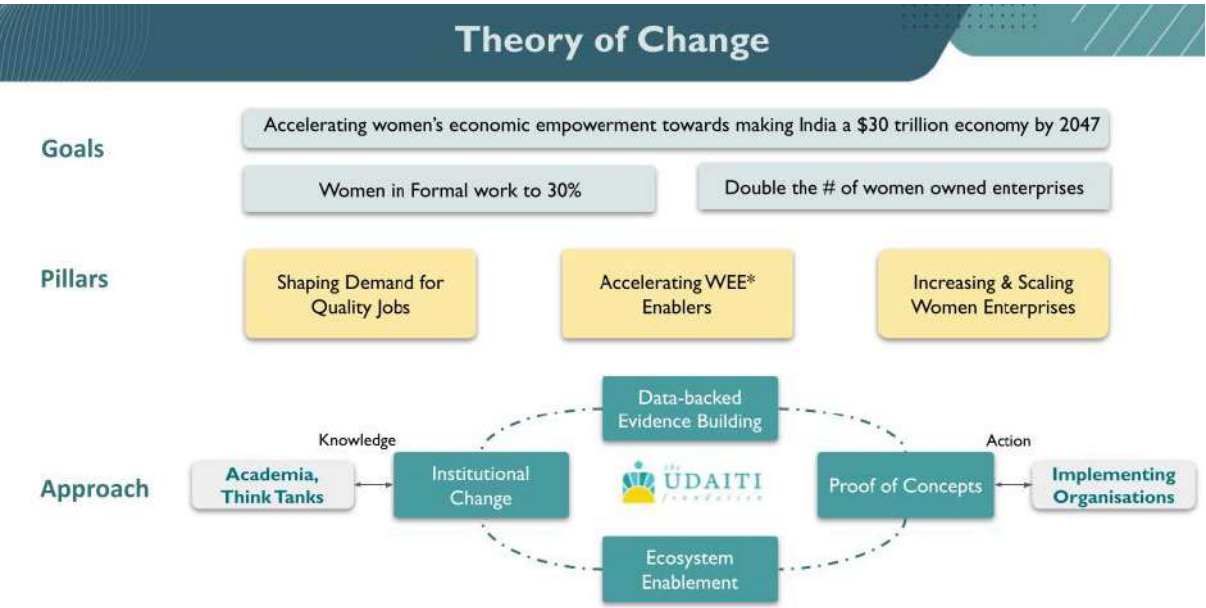 Theory of Change
Goals
Accelerating women's economic empowerment towards making India a $30 trillion economy by 2047
Women in Formal work to 30%
Double the # of women owned enterprises
Pillars
Shaping Demand for
Quality Jobs
Accelerating WEE*
Enablers
Increasing & Scaling
Women Enterprises
Approach
Knowledge
Academia,
Think Tanks
Institutional
Change
Data-backed
Evidence Building
the
UDAITI
foundation
Ecosystem
Enablement
Proof of Concepts
Action
Implementing
Organisations